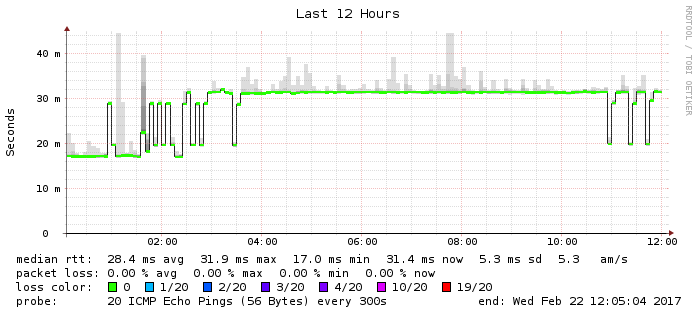 Last 12 Hours
RRDTOOL / TOBI OETIKER
Seconds
40 m
30 m
20 m
10 m
0
02:00 04:00 06:00 08:00 10:00 12:00
median rtt: 28.4 ms avg 31.9 ms max 17.0 ms min 31.4 ms now 5.3 ms sd 5.3 am/s
packet loss: 0.00 % avg 0.00 % max 0.00 % min 0.00 % now
loss color: 0 1/20 2/20 3/20 4/20 10/20 19/20
probe: 20 ICMP Echo Pings (56 Bytes) every 300s end: Wed Feb 22 12:05:04 2017